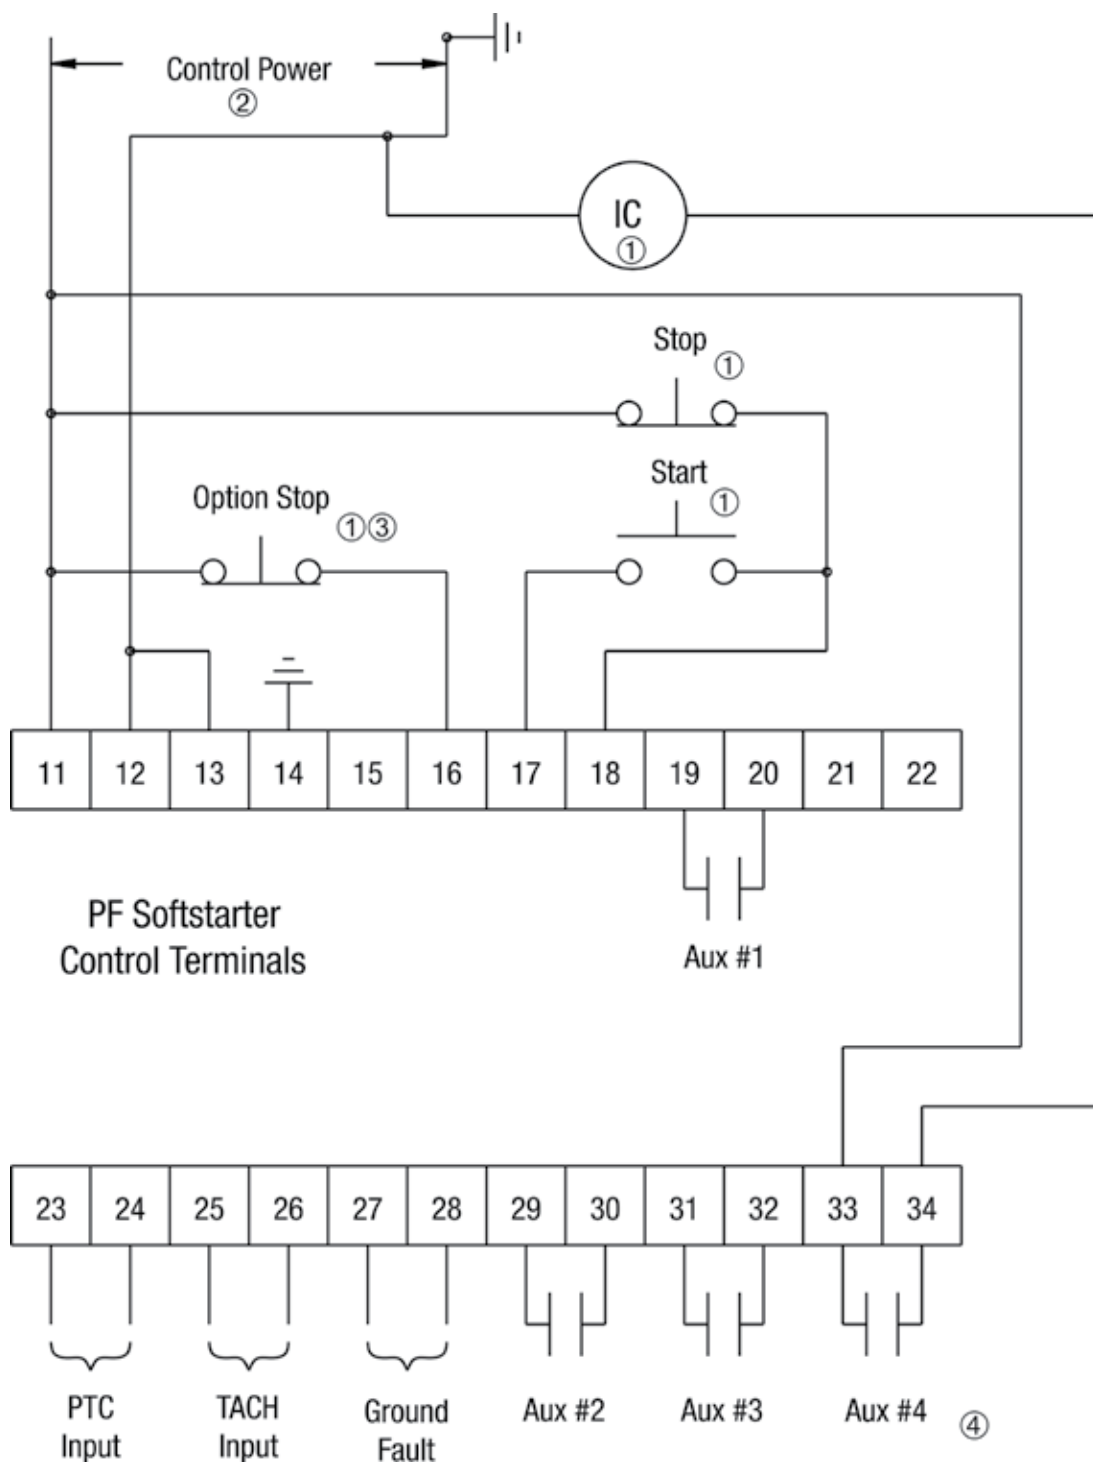 Control Power
②
IC
①
Stop
①
Start
①
Option Stop
①③
11 12 13 14 15 16 17 18 19 20 21 22
PF Softstarter
Control Terminals
Aux #1
23 24 25 26 27 28 29 30 31 32 33 34
PTC
Input
TACH
Input
Ground
Fault
Aux #2
Aux #3
Aux #4
④